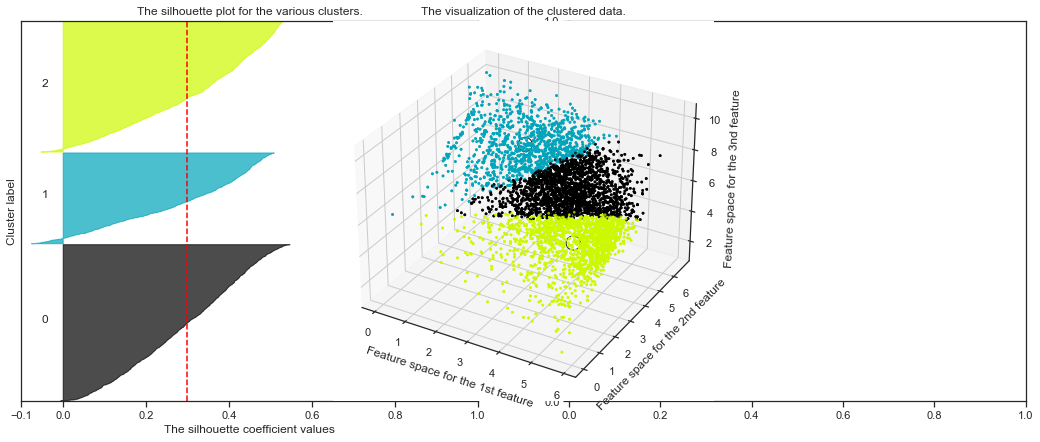 The silhouette plot for the various clusters.
The visualization of the clustered data.
2
1
0
Cluster label
-0.1 0.0 0.2 0.4 0.6 1.0
The silhouette coefficient values
0 1 2 3 4 5 6
Feature space for the 1st feature
0 1 2 3 4 5 6
Feature space for the 2nd feature
2 4 6 8 10
Feature space for the 3nd feature
0.0 0.2 0.4 0.6 0.8 1.0